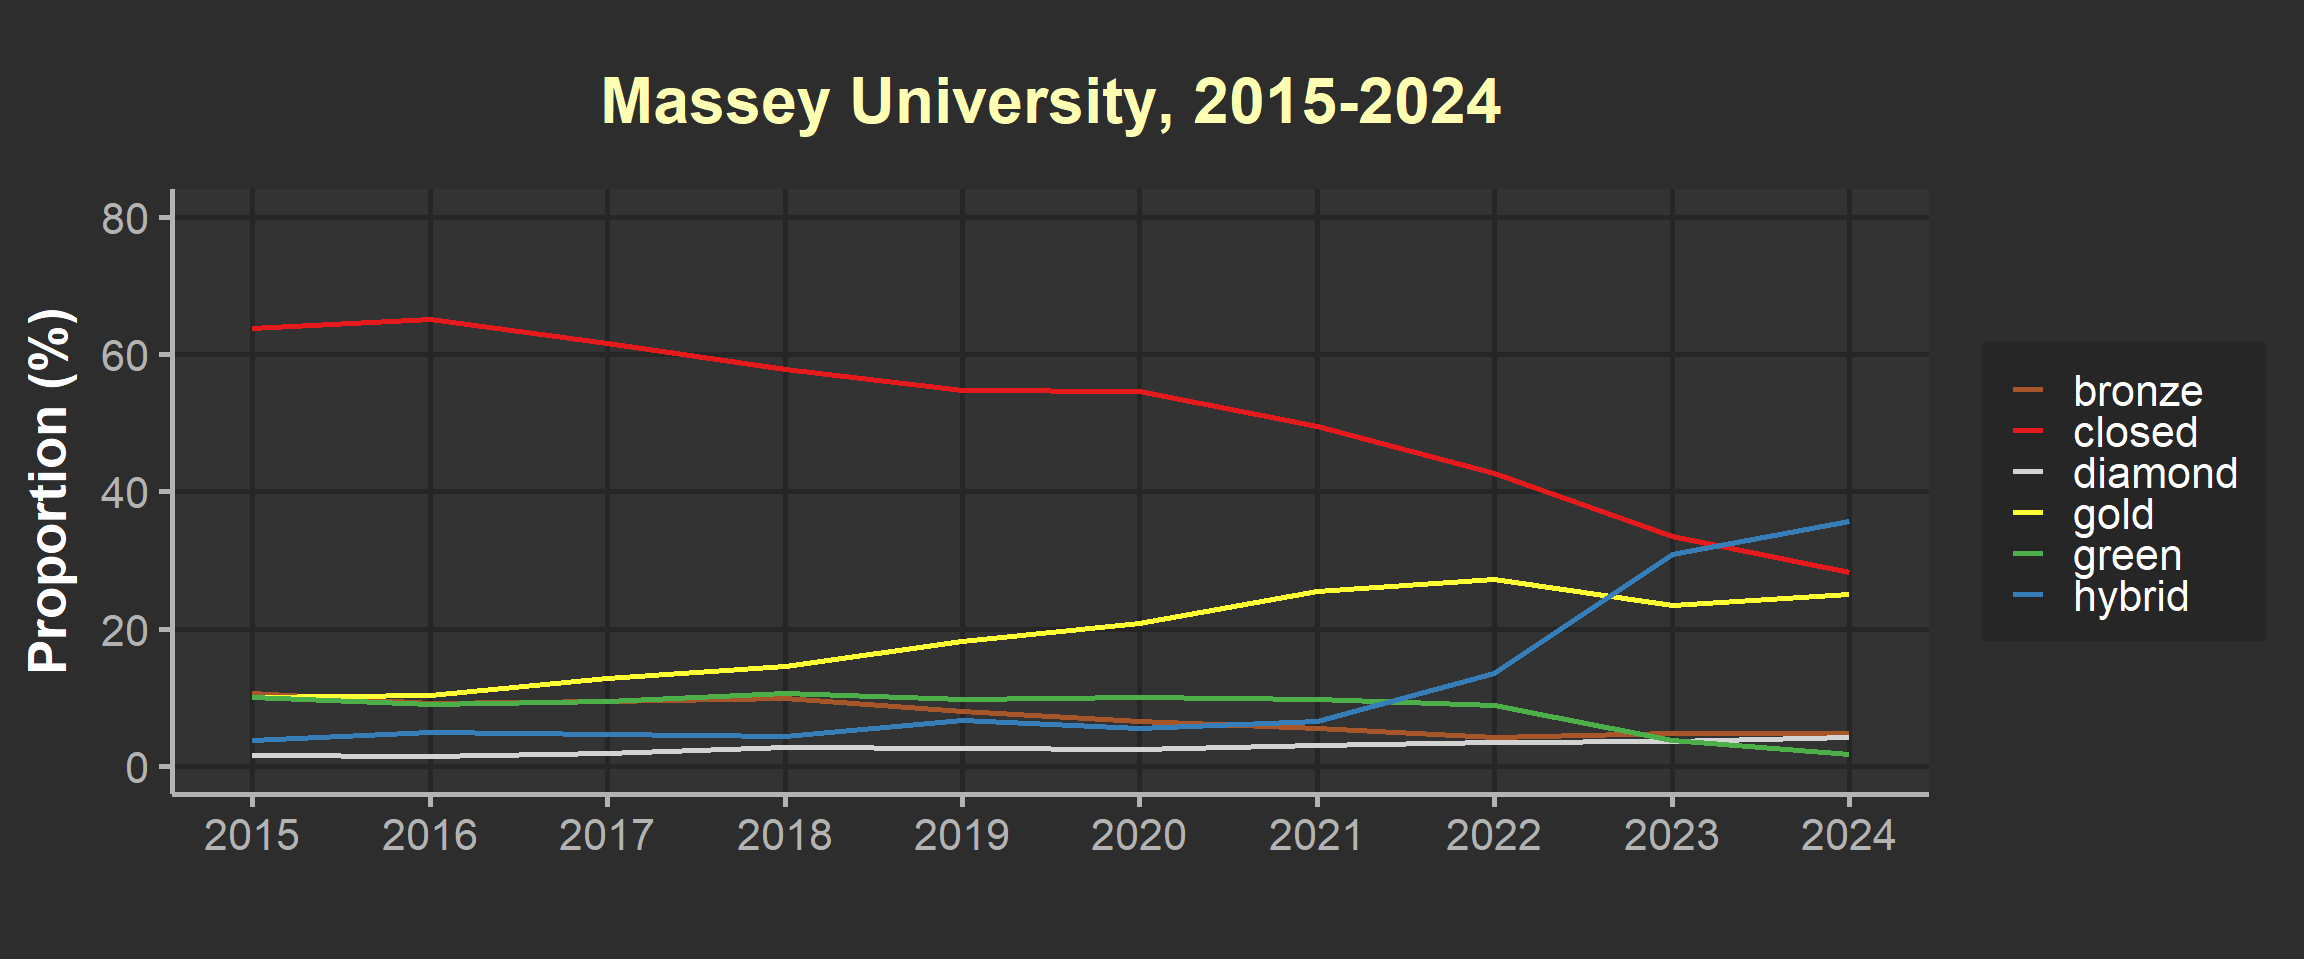 Massey University, 2015-2024
Proportion (%)
80
60
40
20
0
2015 2016 2017 2018 2019 2020 2021 2022 2023 2024
bronze
closed
diamond
gold
green
hybrid